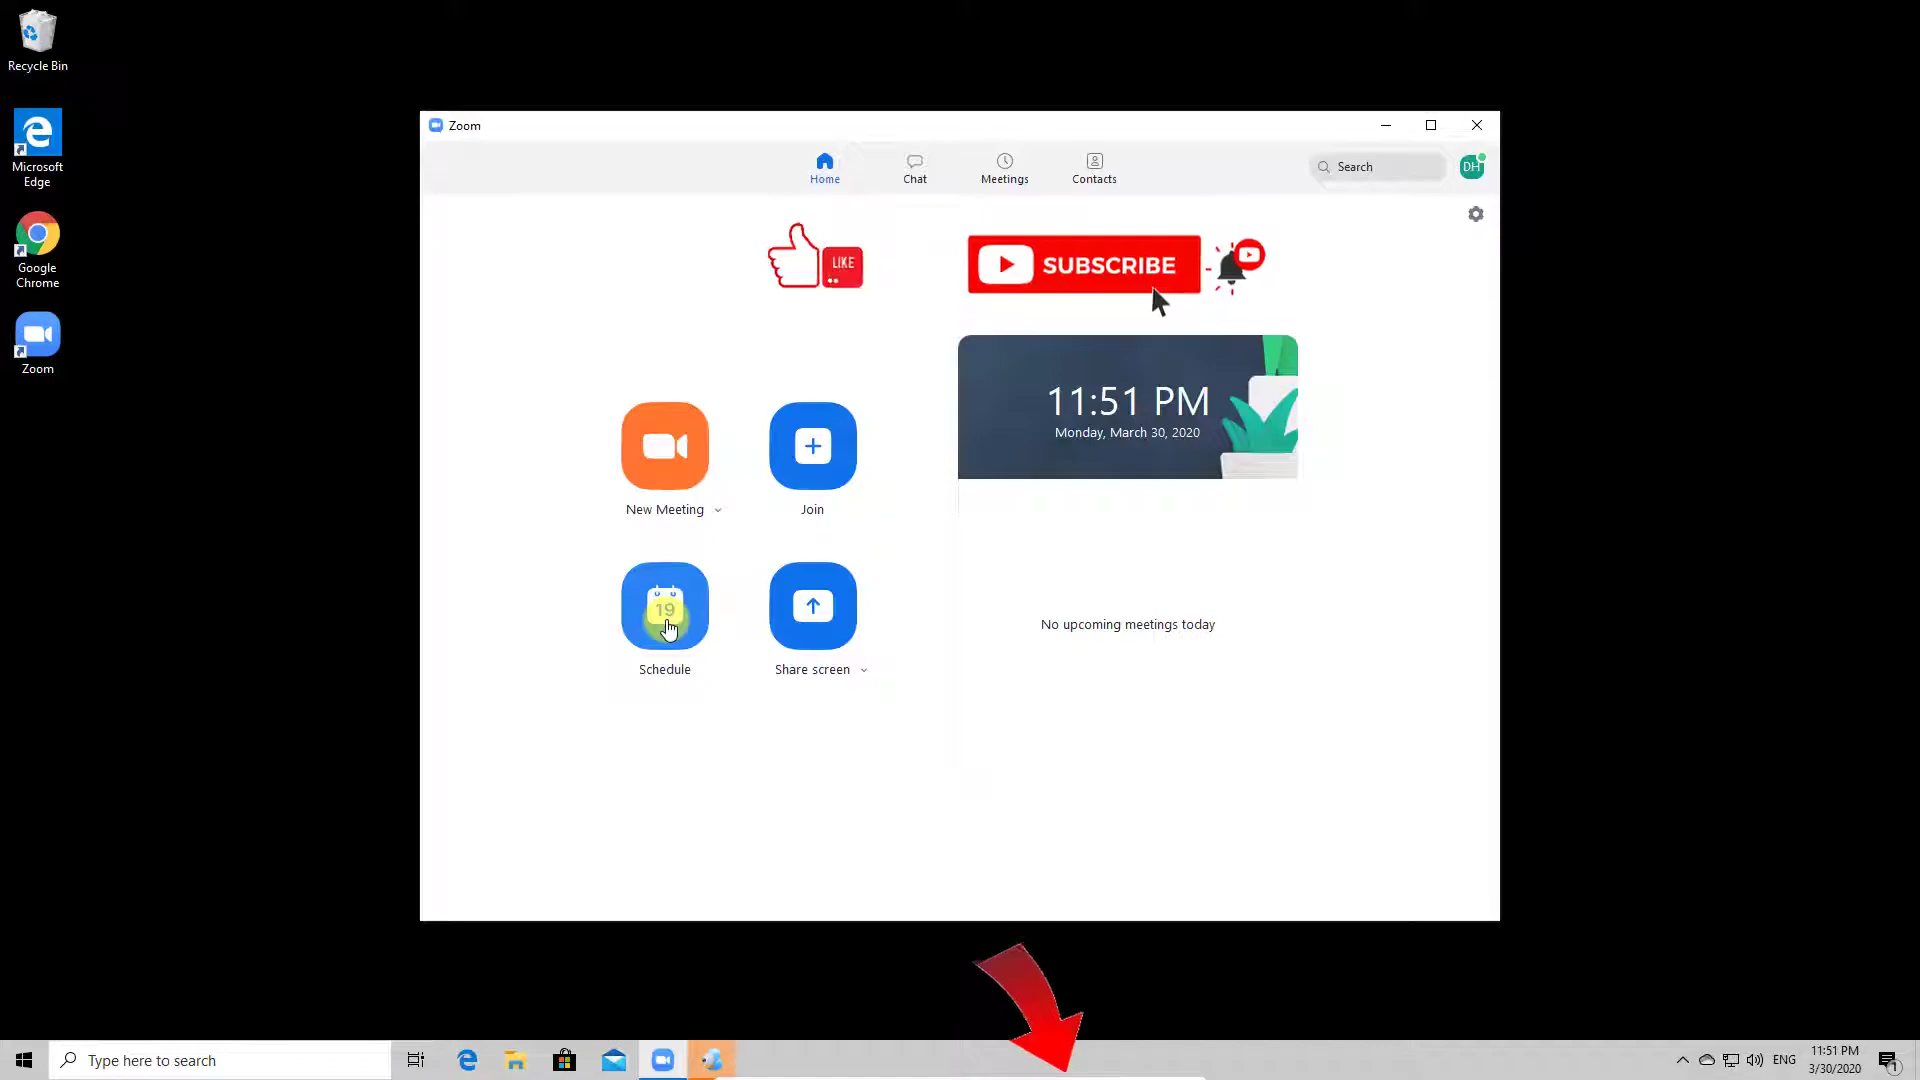 Recycle Bin
Microsoft
Edge
Google
Chrome
Zoom
Zoom
Home
Chat
Meetings
Contacts
Search
DH
LIKE
SUBSCRIBE
11:51 PM
Monday, March 30, 2020
New Meeting
Join
19
Schedule
Share screen
No upcoming meetings today
Type here to search
ENG
11:51 PM
3/30/2020
1